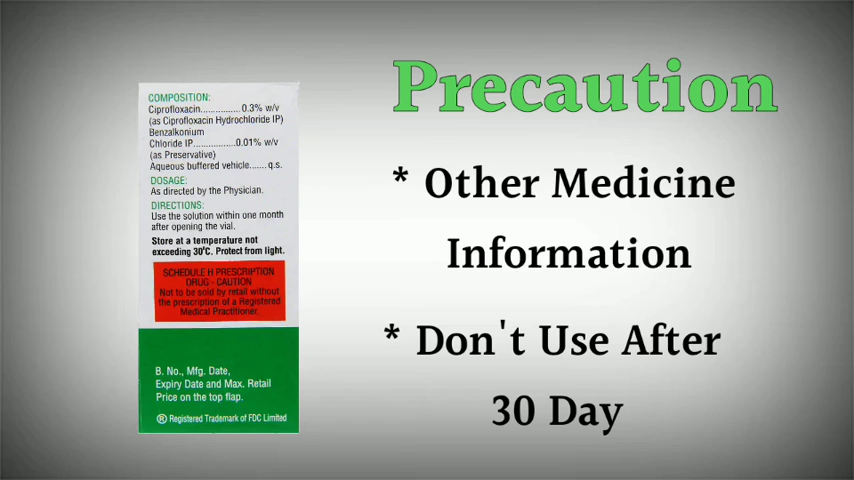 COMPOSITION:
Ciprofloxacin...............0.3% w/v
(as Ciprofloxacin Hydrochloride IP)
Benzalkonium
Chloride IP.................0.01% w/v
(as Preservative)
Aqueous buffered vehicle...... q.s.
DOSAGE:
As directed by the Physician.
DIRECTIONS:
Use the solution within one month
after opening the vial.
Store at a temperature not
exceeding 30°C. Protect from light.
SCHEDULE H PRESCRIPTION
DRUG - CAUTION
Not to be sold by retail without
the prescription of a Registered
Medical Practitioner.
B. No., Mfg. Date,
Expiry Date and Max. Retail
Price on the top flap.
® Registered Trademark of FDC Limited
Precaution
* Other Medicine
Information
* Don't Use After
30 Day